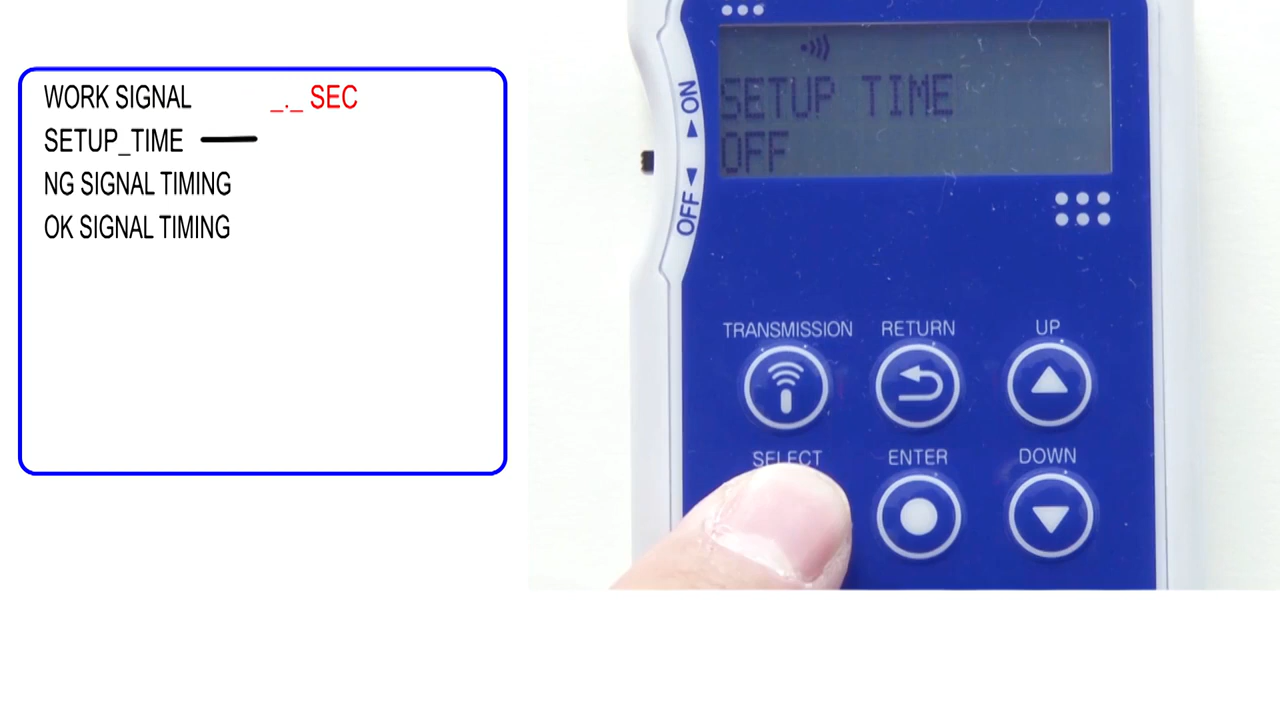 WORK SIGNAL _._ SEC
SETUP_TIME
NG SIGNAL TIMING
OK SIGNAL TIMING
SETUP TIME
OFF
OFF ◄ ► ON
TRANSMISSION RETURN UP
SELECT ENTER DOWN